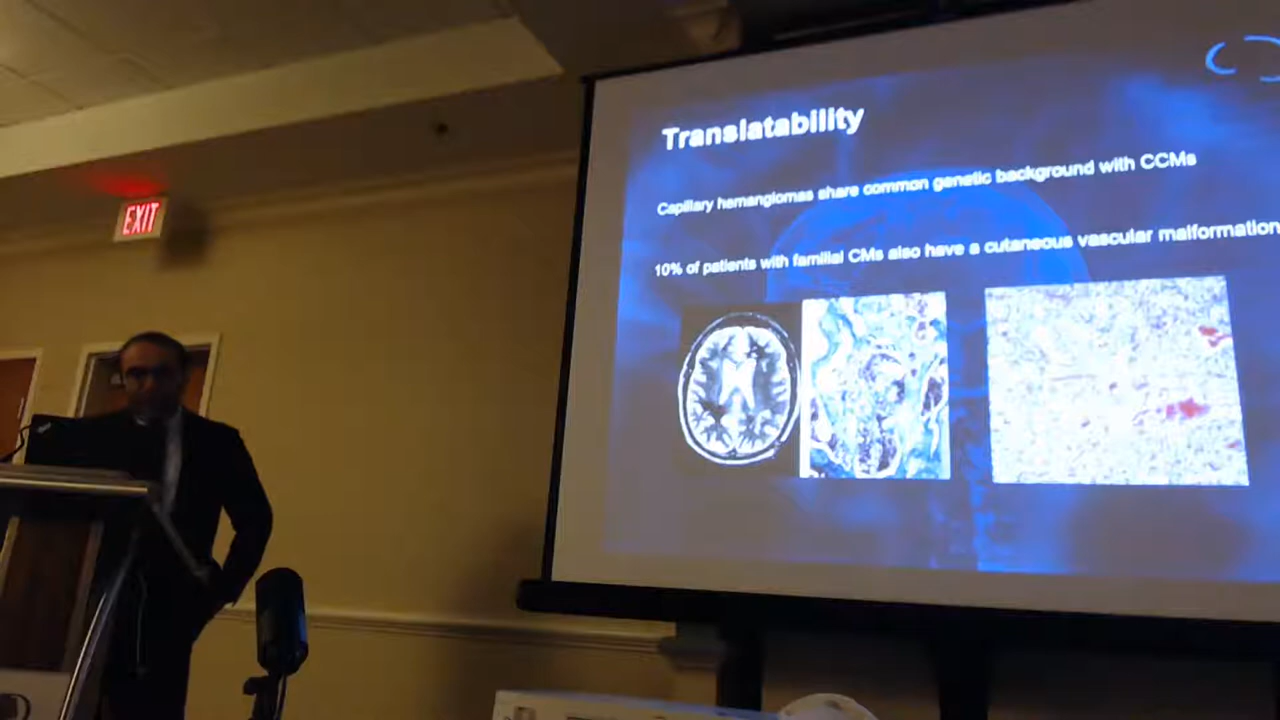 EXIT
Translatability
Capillary hemangiomas share common genetic background with CCMs
10% of patients with familial CMs also have a cutaneous vascular malformation